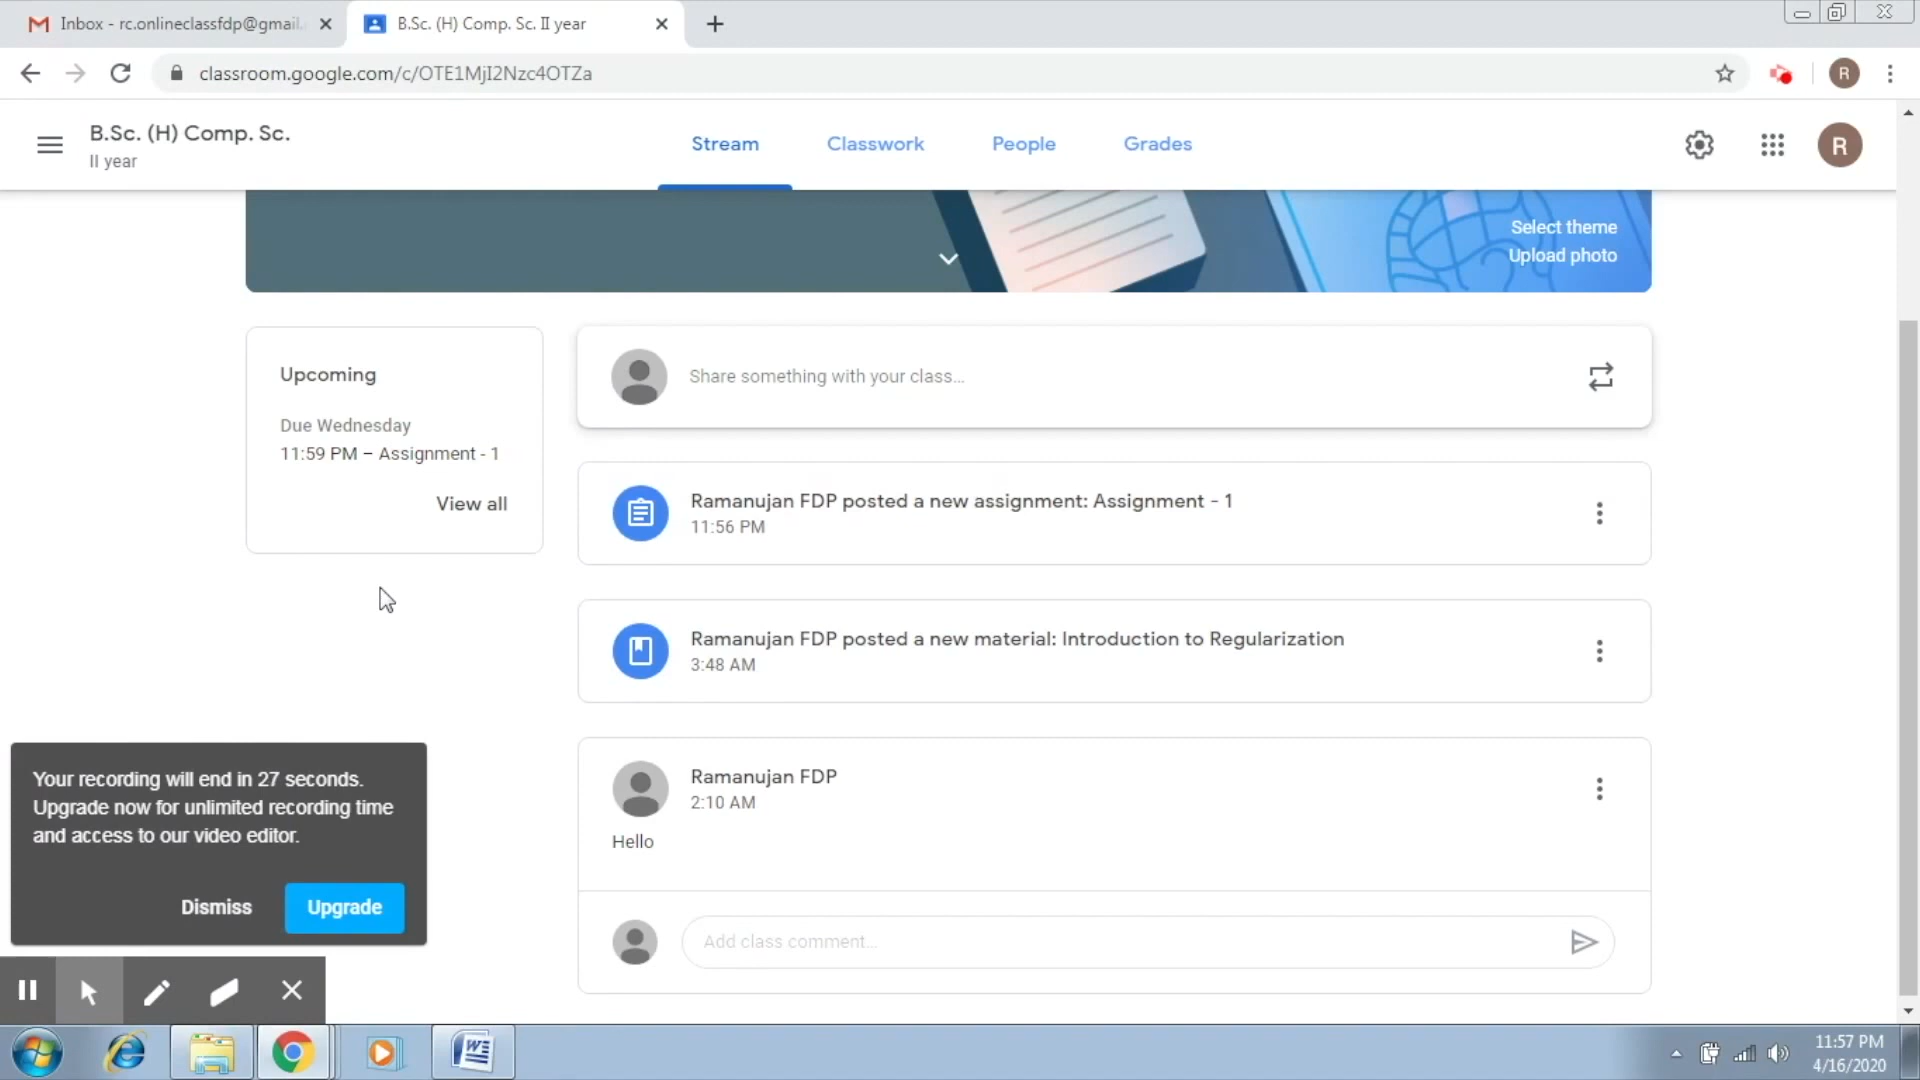 Inbox - rc.onlineclassfdp@gmail.
B.Sc. (H) Comp. Sc. II year
classroom.google.com/c/OTE1MjI2Nzc4OTZa
R
B.Sc. (H) Comp. Sc.
II year
Stream
Classwork
People
Grades
R
Select theme
Upload photo
Upcoming
Due Wednesday
11:59 PM – Assignment - 1
View all
Share something with your class…
Ramanujan FDP posted a new assignment: Assignment - 1
11:56 PM
Ramanujan FDP posted a new material: Introduction to Regularization
3:48 AM
Ramanujan FDP
2:10 AM
Hello
Add class comment…
Your recording will end in 27 seconds.
Upgrade now for unlimited recording time
and access to our video editor.
Dismiss
Upgrade
11:57 PM
4/16/2020